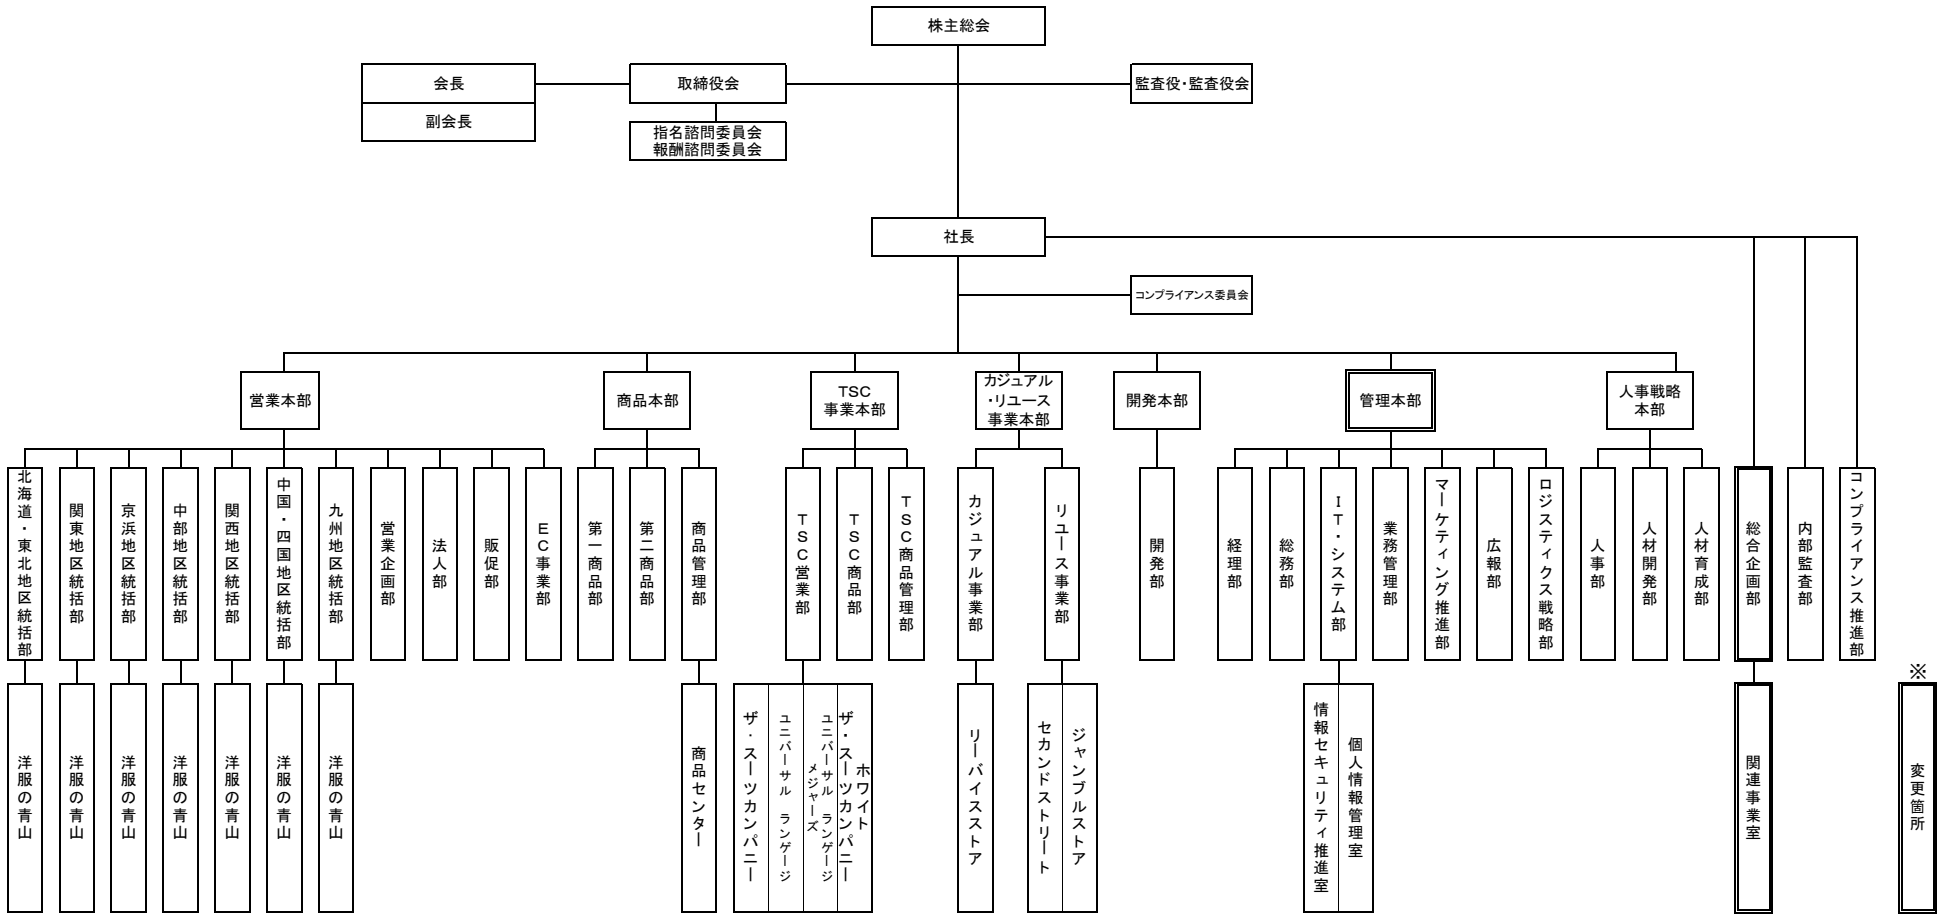 株主総会
会長
副会長
取締役会
指名諮問委員会
報酬諮問委員会
監査役・監査役会
社長
コンプライアンス委員会
営業本部
商品本部
TSC
事業本部
カジュアル
・リユース
事業本部
開発本部
管理本部
人事戦略
本部
北海道・東北地区統括部
関東地区統括部
京浜地区統括部
中部地区統括部
関西地区統括部
中国・四国地区統括部
九州地区統括部
営業企画部
法人部
販促部
EC事業部
第一商品部
第二商品部
商品管理部
TSC営業部
TSC商品部
TSC商品管理部
カジュアル事業部
リユース事業部
開発部
経理部
総務部
IT・システム部
業務管理部
マーケティング推進部
広報部
ロジスティクス戦略部
人事部
人材開発部
人材育成部
総合企画部
内部監査部
コンプライアンス推進部
洋服の青山
洋服の青山
洋服の青山
洋服の青山
洋服の青山
洋服の青山
洋服の青山
商品センター
ザ・スーツカンパニー
ユニバーサル ランゲージ
ユニバーサル ランゲージ
メジャーズ
ザ・スーツカンパニー
ホワイト
リーバイスストア
セカンドストリート
ジャンブルストア
情報セキュリティ推進室
個人情報管理室
関連事業室
※
変更箇所